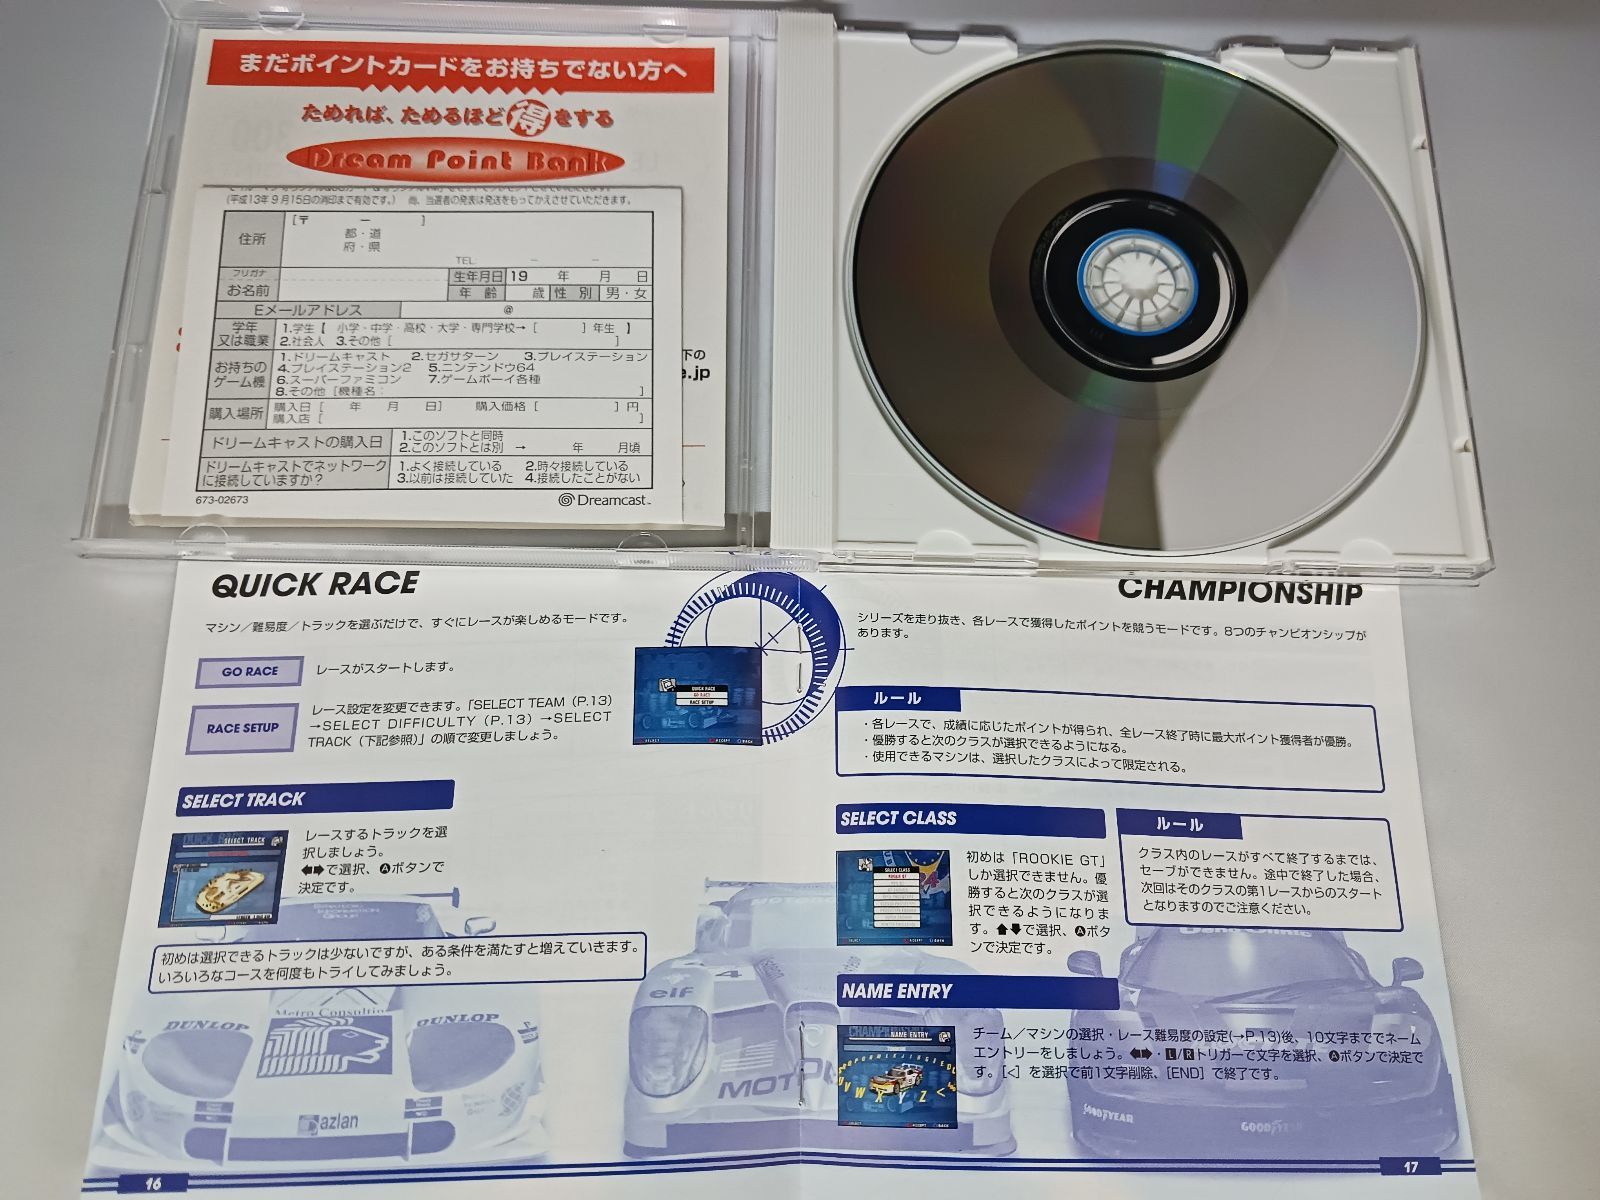 まだポイントカードをお持ちでない方へ
ためれば、ためるほど得をする
Dream Point Bank
(平成13年9月15日の消印まで有効です。) 尚、当選者の発表は発送をもってかえさせていただきます。
住所
[〒 － ]
都・道
府・県
TEL: － －
フリガナ
お名前
生年月日 19 年 月 日
年 齢 歳 性 別 男・女
Eメールアドレス @
学年
又は職業
1.学生【 小学・中学・高校・大学・専門学校→ [ ] 年生 】
2.社会人 3.その他 [ ]
お持ちの
ゲーム機
1.ドリームキャスト 2.セガサターン 3.プレイステーション
4.プレイステーション2 5.ニンテンドウ64
6.スーパーファミコン 7.ゲームボーイ各種
8.その他 [機種名: ]
購入場所
購入日 [ 年 月 日] 購入価格 [ ] 円
購入店 [ ]
ドリームキャストの購入日
1.このソフトと同時
2.このソフトとは別 → 年 月頃
ドリームキャストでネットワーク
に接続していますか?
1.よく接続している 2.時々接続している
3.以前は接続していた 4.接続したことがない
673-02673
Dreamcast
下の
e.jp
QUICK RACE
マシン/難易度/トラックを選ぶだけで、すぐにレースが楽しめるモードです。
GO RACE
レースがスタートします。
RACE SETUP
レース設定を変更できます。「SELECT TEAM (P.13)
→SELECT DIFFICULTY (P.13) →SELECT
TRACK (下記参照)」の順で変更しましょう。
QUICK RACE
GO RACE
RACE SETUP
SELECT TRACK
SELECT TRACK
レースするトラックを選
択しましょう。
⬅➡で選択、Ⓐボタンで
決定です。
初めは選択できるトラックは少ないですが、ある条件を満たすと増えていきます。
いろいろなコースを何度もトライしてみましょう。
DUNLOP
Metro Consulting
DUNLOP
azlan
elf
4
16
CHAMPIONSHIP
シリーズを走り抜き、各レースで獲得したポイントを競うモードです。8つのチャンピオンシップが
あります。
ルール
・各レースで、成績に応じたポイントが得られ、全レース終了時に最大ポイント獲得者が優勝。
・優勝すると次のクラスが選択できるようになる。
・使用できるマシンは、選択したクラスによって限定される。
SELECT CLASS
SELECT CLASS
初めは「ROOKIE GT」
しか選択できません。優
勝すると次のクラスが選
択できるようになりま
す。⬆⬇で選択、Ⓐボタ
ンで決定です。
ルール
クラス内のレースがすべて終了するまでは、
セーブができません。途中で終了した場合、
次回はそのクラスの第1レースからのスタート
となりますのでご注意ください。
NAME ENTRY
NAME ENTRY
V W X Y Z <
チーム/マシンの選択・レース難易度の設定(→P.13)後、10文字まででネーム
エントリーをしましょう。⬅➡・L/Rトリガーで文字を選択、Ⓐボタンで決定で
す。[<] を選択で前1文字削除、[END] で終了です。
GOODYEAR
GOODYEAR
17